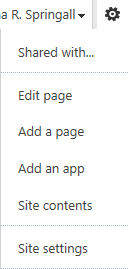 a R. Springall
Shared with...
Edit page
Add a page
Add an app
Site contents
Site settings